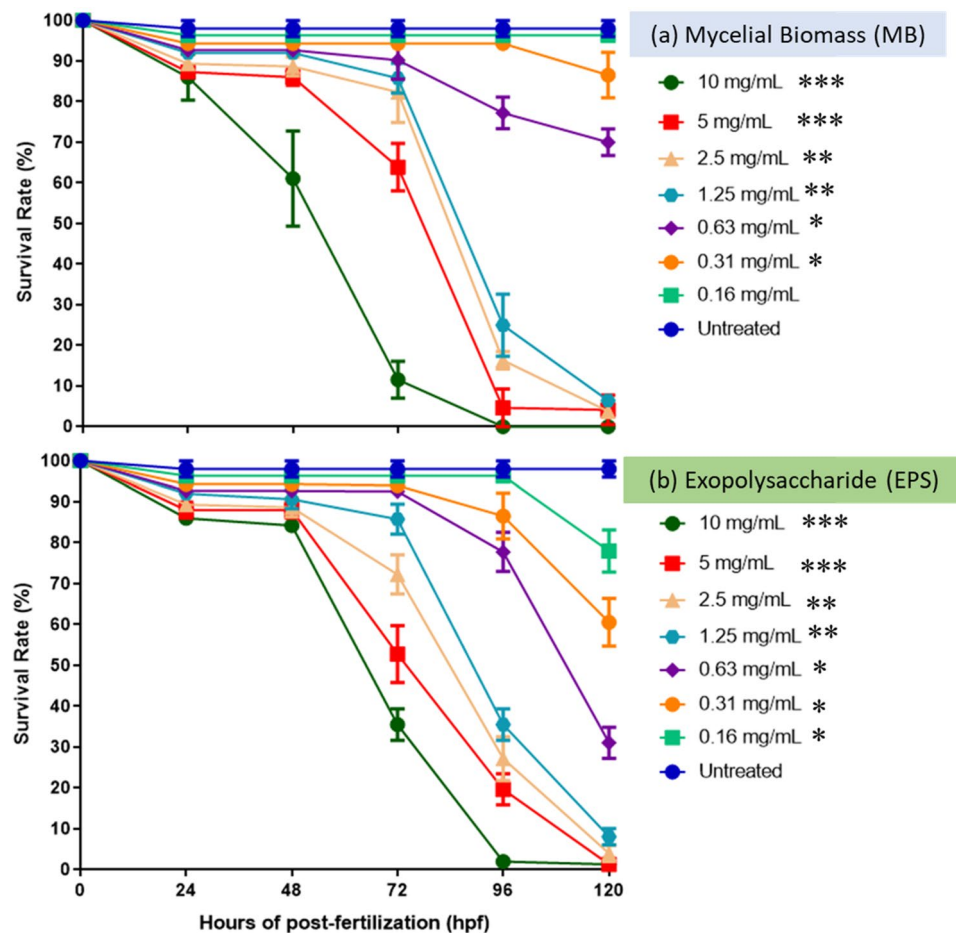 100
90
80
70
60
50
40
30
20
10
0
Survival Rate (%)
(a) Mycelial Biomass (MB)
10 mg/mL ***
5 mg/mL ***
2.5 mg/mL **
1.25 mg/mL **
0.63 mg/mL *
0.31 mg/mL *
0.16 mg/mL
Untreated
100
90
80
70
60
50
40
30
20
10
0
Survival Rate (%)
0 24 48 72 96 120
Hours of post-fertilization (hpf)
(b) Exopolysaccharide (EPS)
10 mg/mL ***
5 mg/mL ***
2.5 mg/mL **
1.25 mg/mL **
0.63 mg/mL *
0.31 mg/mL *
0.16 mg/mL *
Untreated